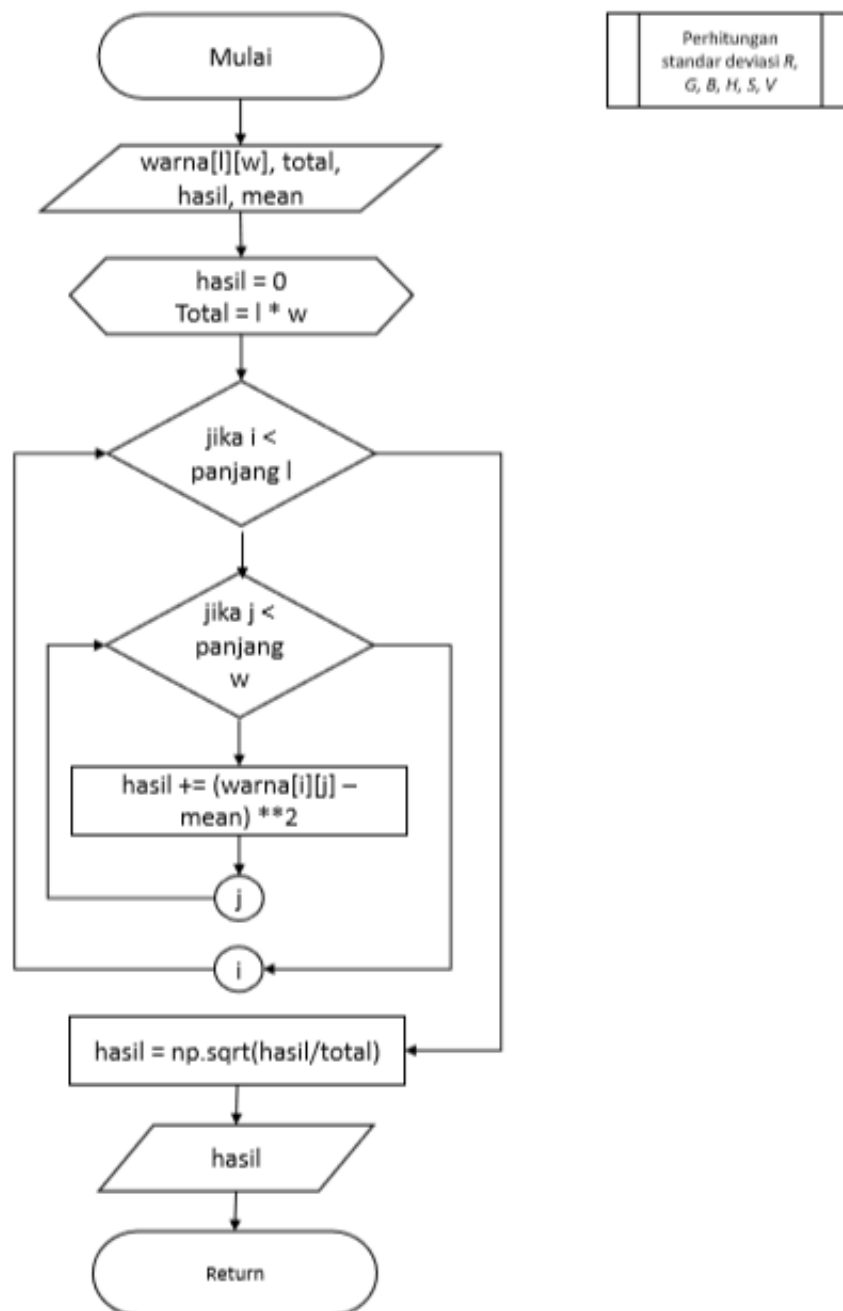 Mulai
Perhitungan
standar deviasi R,
G, B, H, S, V
warna[l][w], total,
hasil, mean
hasil = 0
Total = l * w
jika i <
panjang l
jika j <
panjang
w
hasil += (warna[i][j] –
mean) **2
j
i
hasil = np.sqrt(hasil/total)
hasil
Return